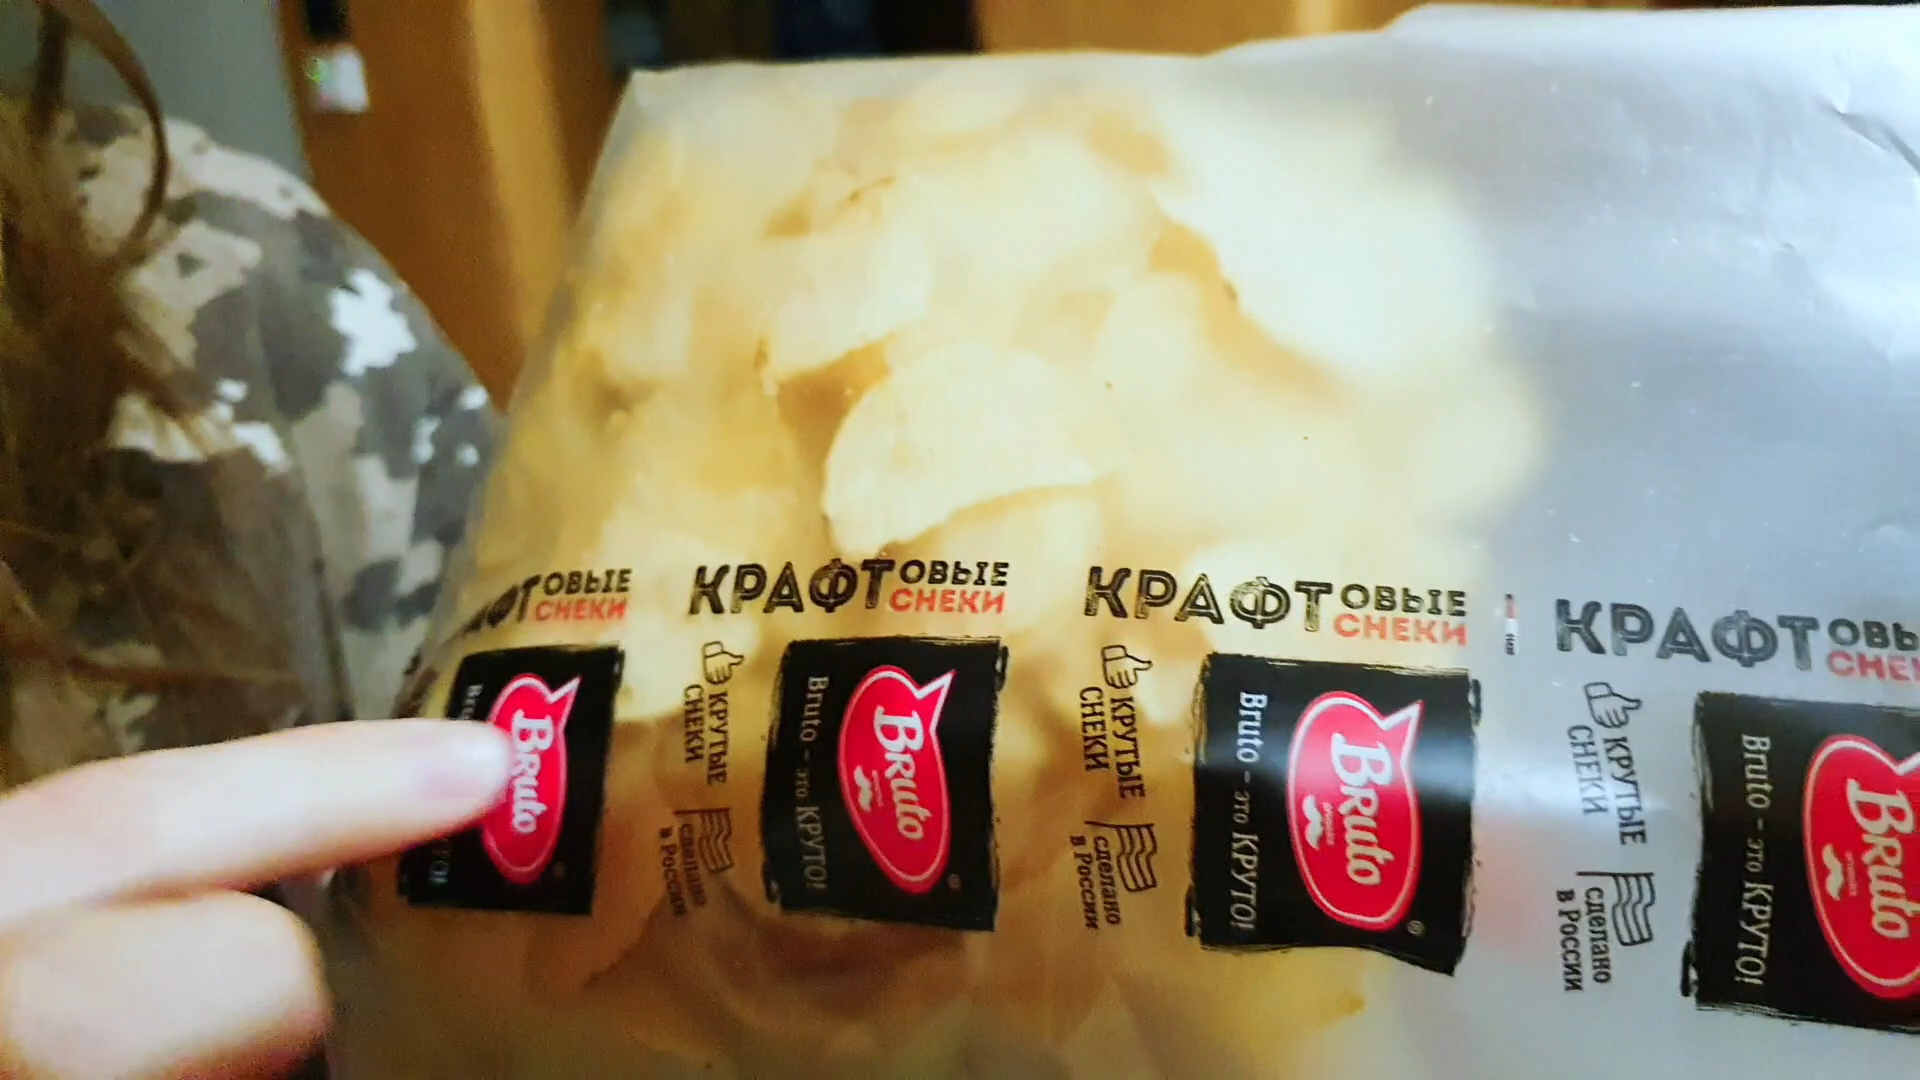 КРАФТОВЫЕ
СНЕКИ
КРАФТОВЫЕ
СНЕКИ
КРАФТОВЫЕ
СНЕКИ
Bruto
Bruto
Bruto - это КРУТО!
КРУТЫЕ
СНЕКИ
сделано
в России
Bruto
Bruto - это КРУТО!
КРУТЫЕ
СНЕКИ
сделано
в России
Bruto
Bruto - это КРУТО!
КРУТЫЕ
СНЕКИ
сделано
в России